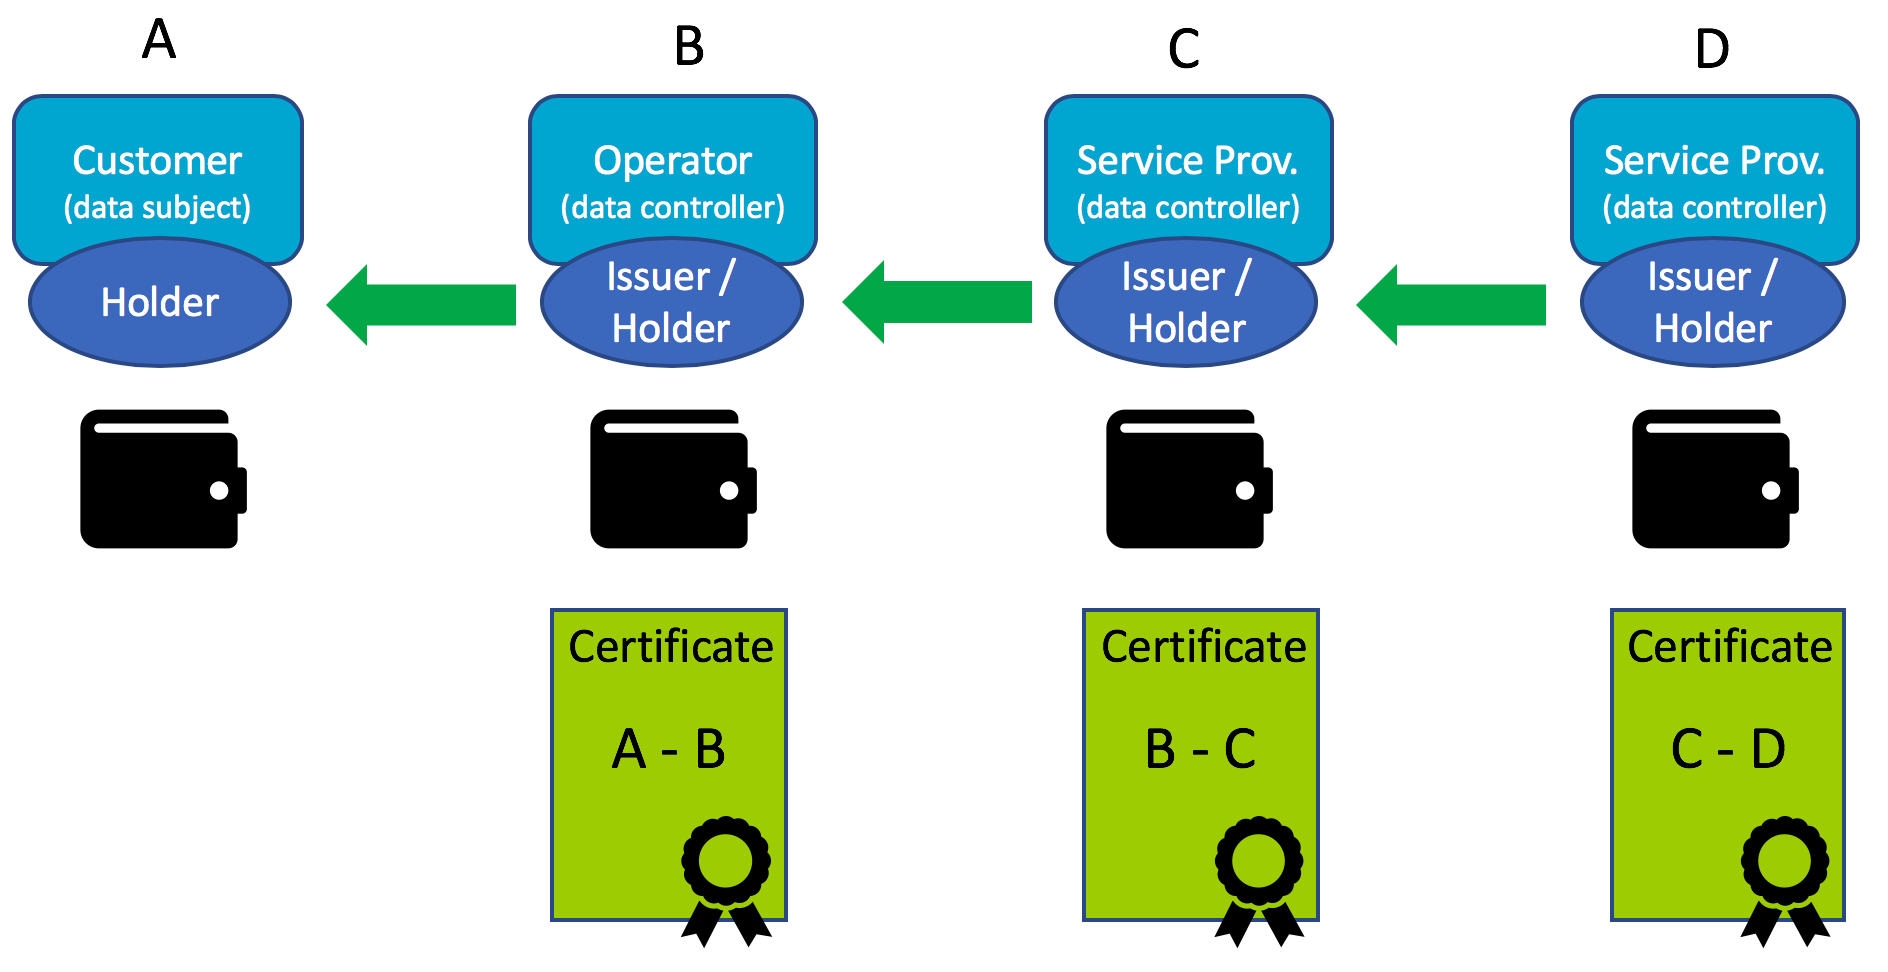 A
B
C
D
Customer
(data subject)
Holder
Operator
(data controller)
Issuer /
Holder
Service Prov.
(data controller)
Issuer /
Holder
Service Prov.
(data controller)
Issuer /
Holder
Certificate
A - B
Certificate
B - C
Certificate
C - D